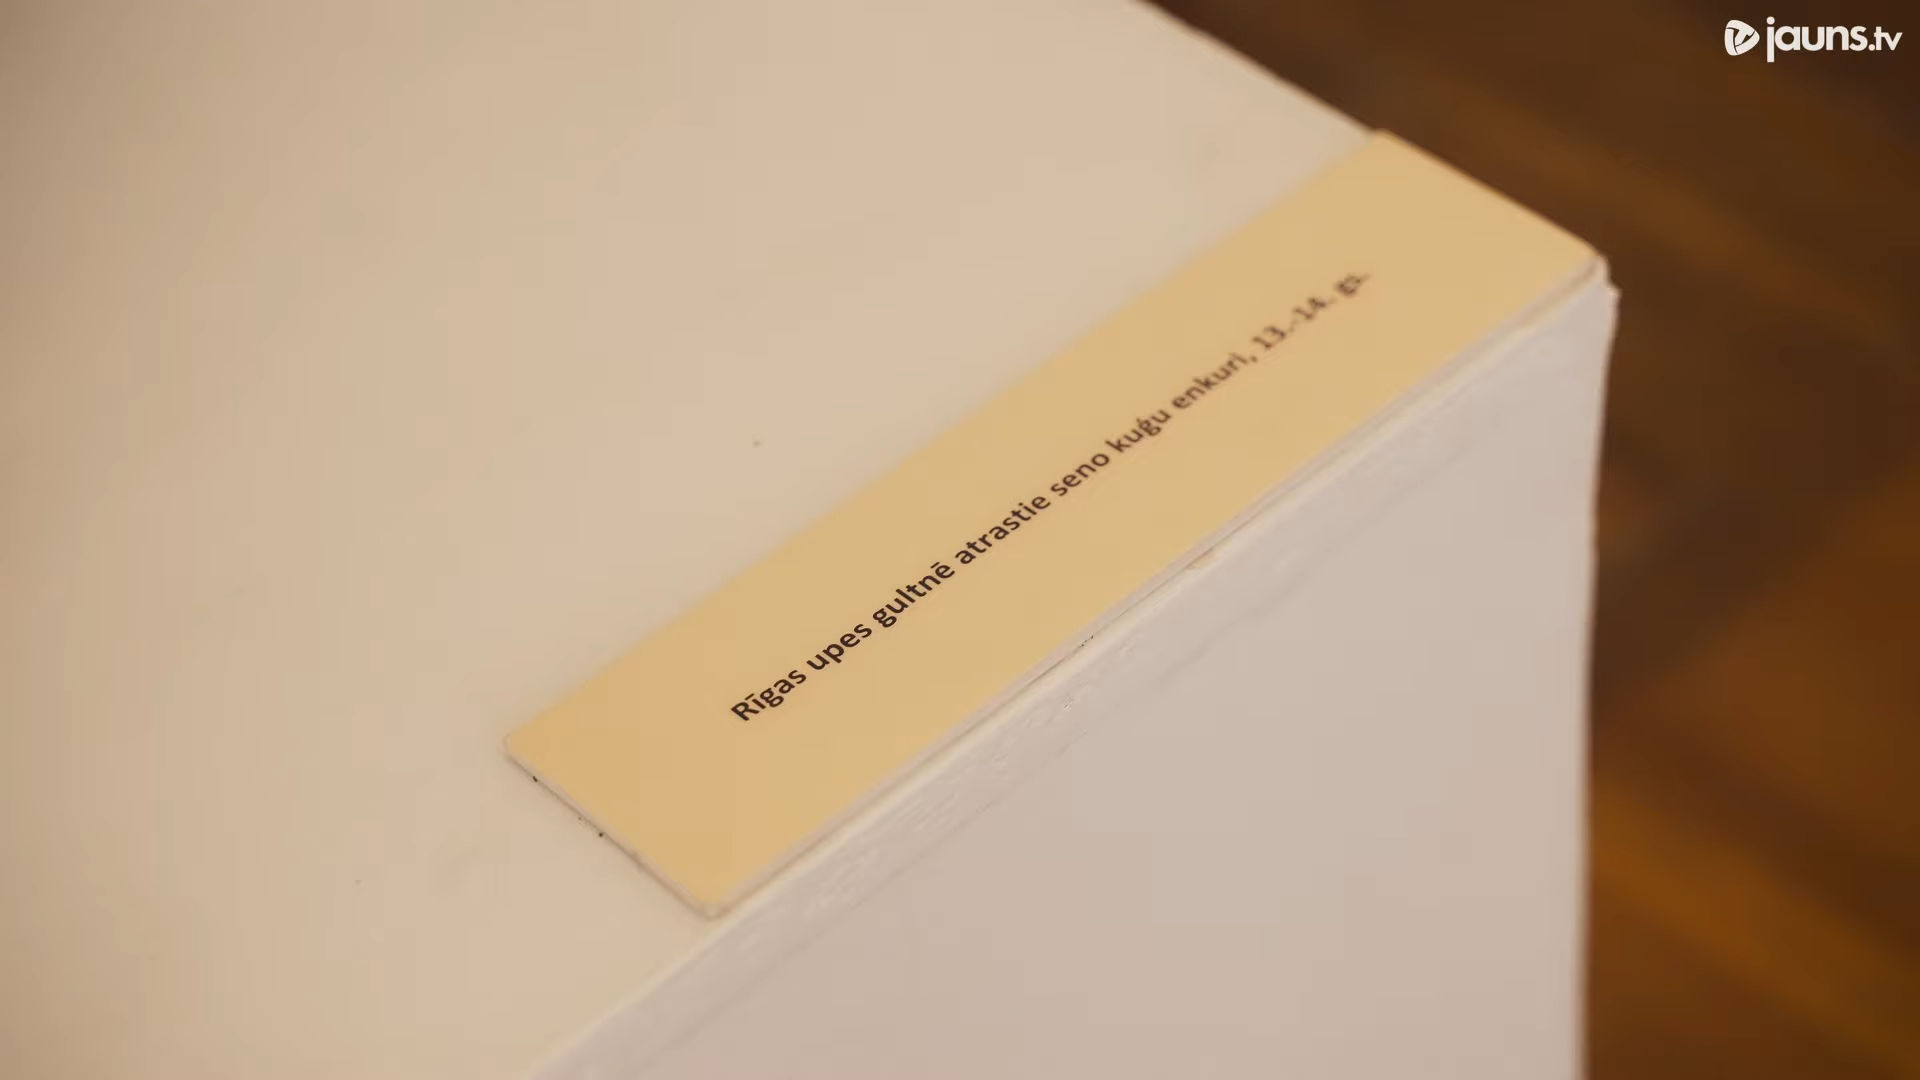 jauns.tv
Rīgas upes gultnē atrastie seno kuģu enkuri, 13.-14. gs.